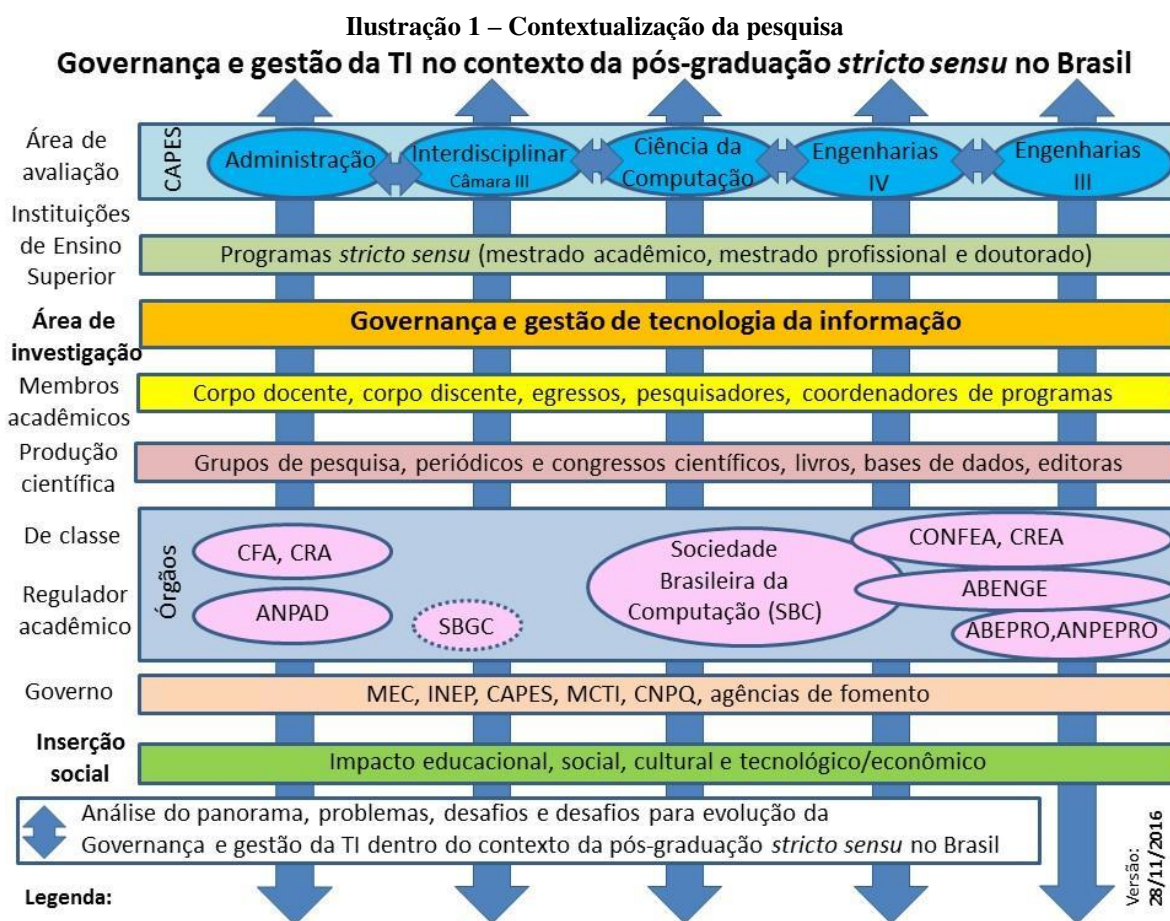 Ilustração 1 – Contextualização da pesquisa
Governança e gestão da TI no contexto da pós-graduação stricto sensu no Brasil
Área de
avaliação
CAPES
Administração
Interdisciplinar
Câmara III
Ciência da
Computação
Engenharias
IV
Engenharias
III
Instituições
de Ensino
Superior
Programas stricto sensu (mestrado acadêmico, mestrado profissional e doutorado)
Área de
investigação
Governança e gestão de tecnologia da informação
Membros
acadêmicos
Corpo docente, corpo discente, egressos, pesquisadores, coordenadores de programas
Produção
científica
Grupos de pesquisa, periódicos e congressos científicos, livros, bases de dados, editoras
De classe
Regulador
acadêmico
Órgãos
CFA, CRA
ANPAD
SBGC
Sociedade
Brasileira da
Computação (SBC)
CONFEA, CREA
ABENGE
ABEPRO,ANPEPRO
Governo
MEC, INEP, CAPES, MCTI, CNPQ, agências de fomento
Inserção
social
Impacto educacional, social, cultural e tecnológico/econômico
Análise do panorama, problemas, desafios e desafios para evolução da
Governança e gestão da TI dentro do contexto da pós-graduação stricto sensu no Brasil
Legenda:
Versão:
28/11/2016